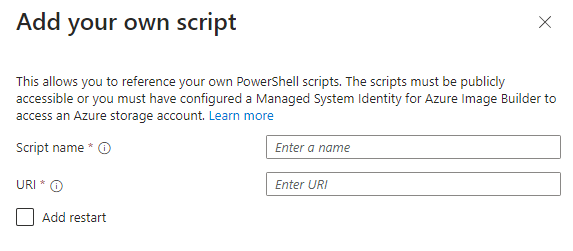 Add your own script
This allows you to reference your own PowerShell scripts. The scripts must be publicly
accessible or you must have configured a Managed System Identity for Azure Image Builder to
access an Azure storage account. Learn more
Script name * Enter a name
URI * Enter URI
Add restart